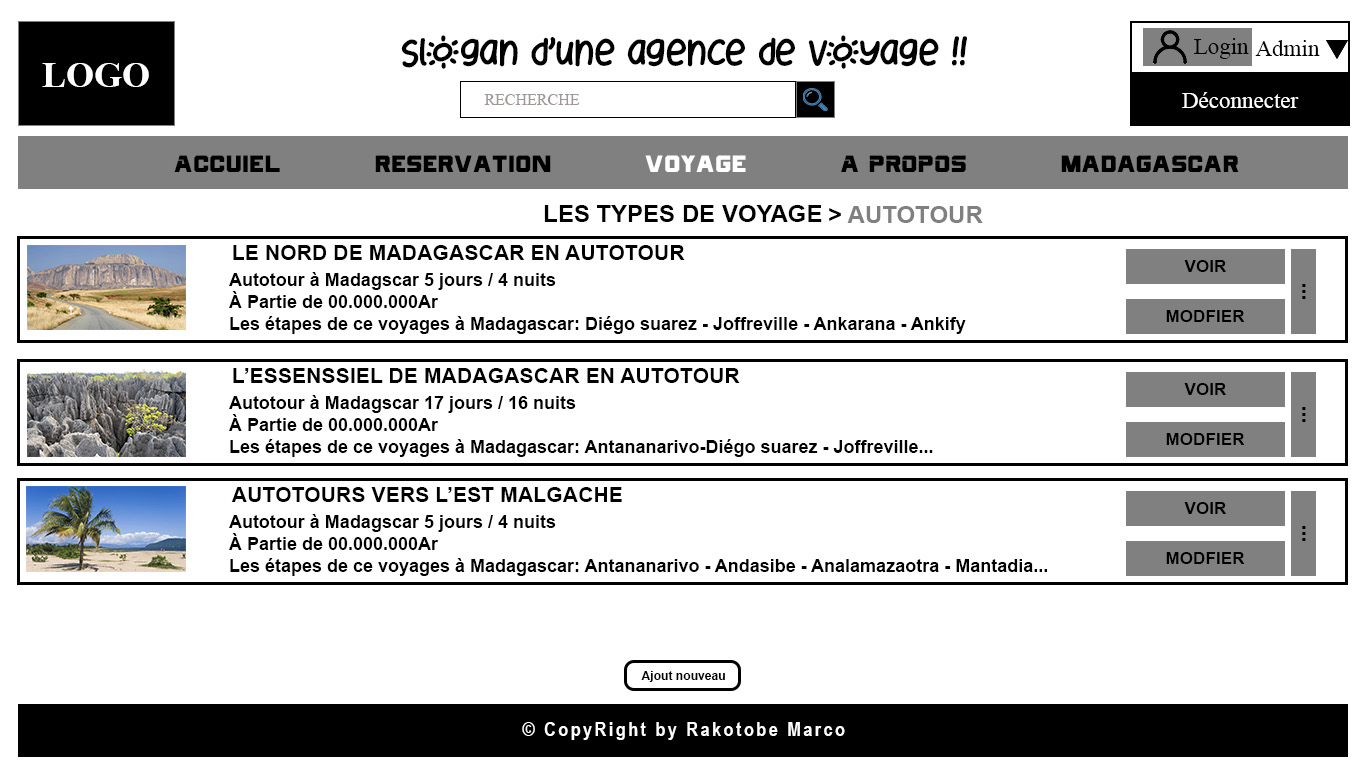 LOGO
slogan d'une agence de voyage !!
RECHERCHE
Login Admin
Déconnecter
ACCUIEL RESERVATION VOYAGE A PROPOS MADAGASCAR
LES TYPES DE VOYAGE > AUTOTOUR
LE NORD DE MADAGASCAR EN AUTOTOUR
Autotour à Madagscar 5 jours / 4 nuits
À Partie de 00.000.000Ar
Les étapes de ce voyages à Madagascar: Diégo suarez - Joffreville - Ankarana - Ankify
VOIR
MODFIER
L'ESSENSSIEL DE MADAGASCAR EN AUTOTOUR
Autotour à Madagscar 17 jours / 16 nuits
À Partie de 00.000.000Ar
Les étapes de ce voyages à Madagascar: Antananarivo-Diégo suarez - Joffreville...
VOIR
MODFIER
AUTOTOURS VERS L'EST MALGACHE
Autotour à Madagscar 5 jours / 4 nuits
À Partie de 00.000.000Ar
Les étapes de ce voyages à Madagascar: Antananarivo - Andasibe - Analamazaotra - Mantadia...
VOIR
MODFIER
Ajout nouveau
© CopyRight by Rakotobe Marco